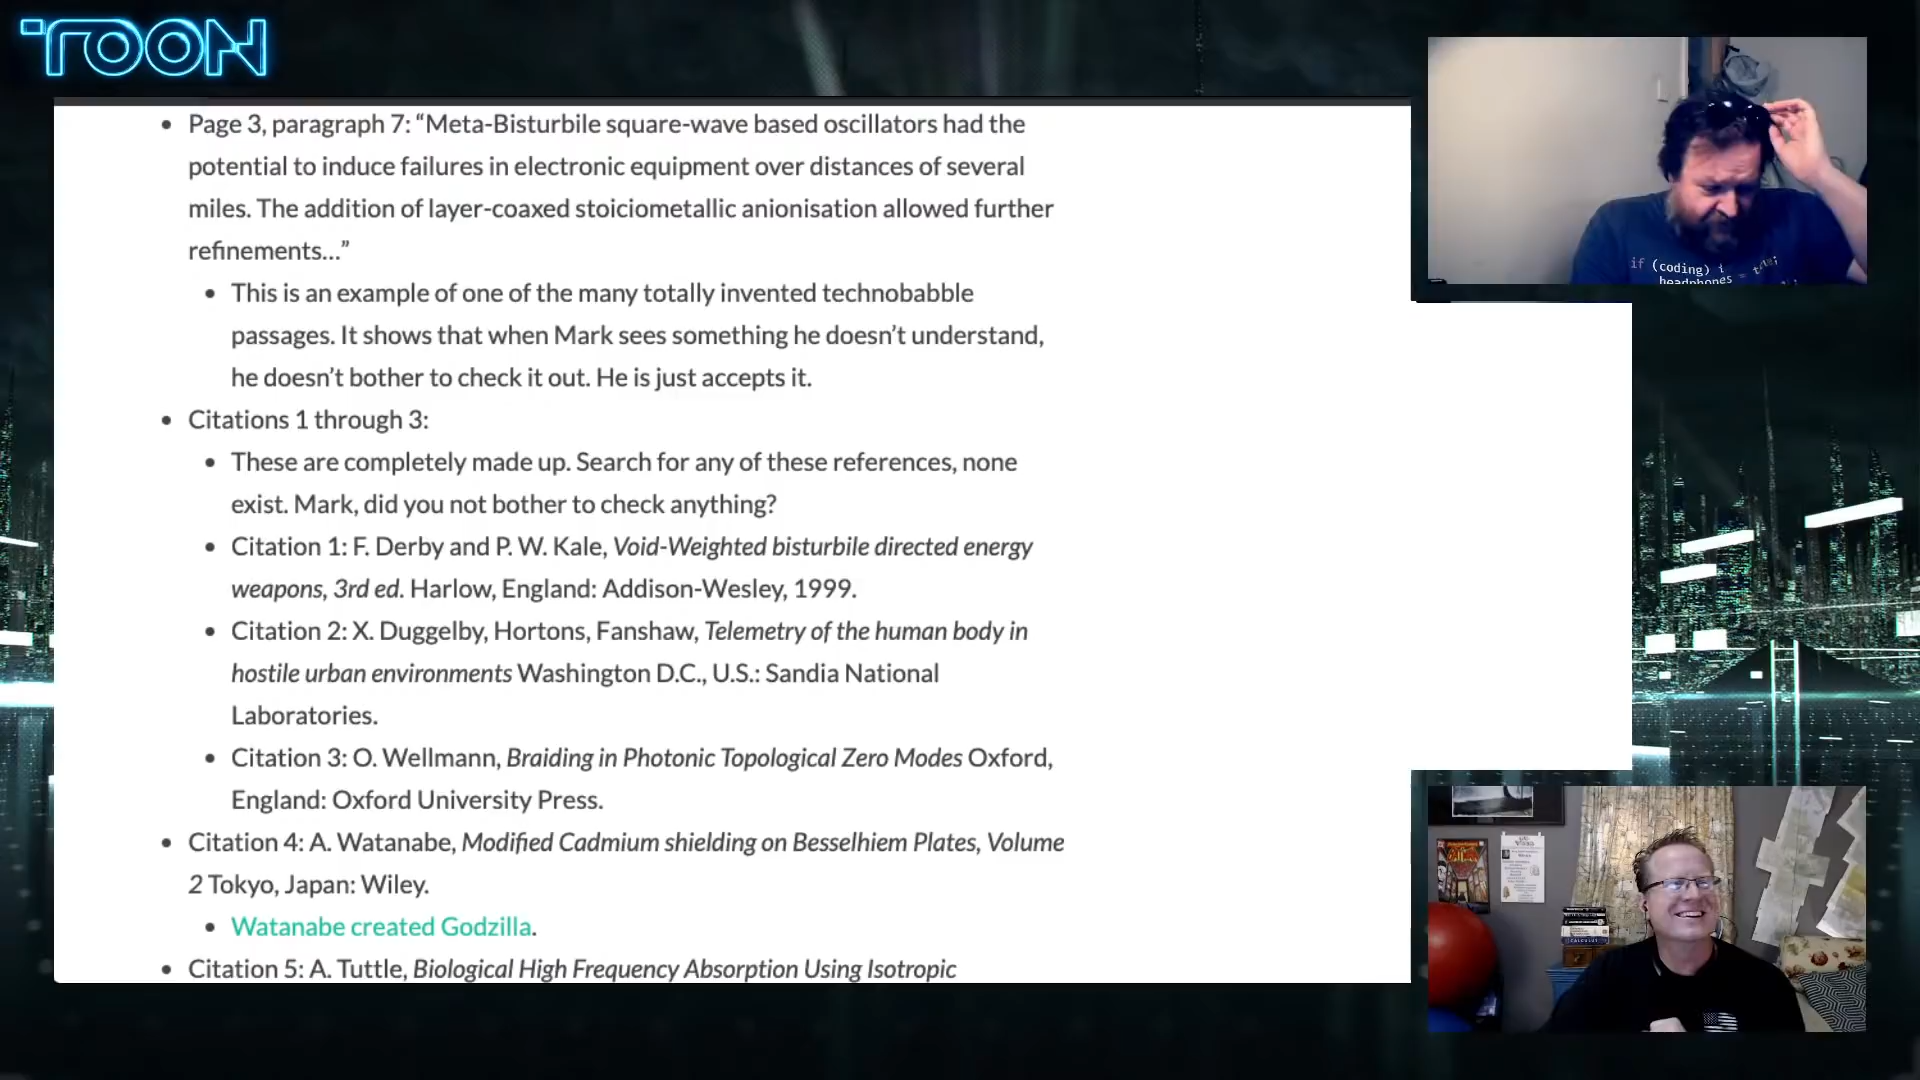 TOON
Page 3, paragraph 7: “Meta-Bisturbile square-wave based oscillators had the
potential to induce failures in electronic equipment over distances of several
miles. The addition of layer-coaxed stoiciometallic anionisation allowed further
refinements...”
This is an example of one of the many totally invented technobabble
passages. It shows that when Mark sees something he doesn’t understand,
he doesn’t bother to check it out. He is just accepts it.
Citations 1 through 3:
These are completely made up. Search for any of these references, none
exist. Mark, did you not bother to check anything?
Citation 1: F. Derby and P. W. Kale, Void-Weighted bisturbile directed energy
weapons, 3rd ed. Harlow, England: Addison-Wesley, 1999.
Citation 2: X. Duggelby, Hortons, Fanshaw, Telemetry of the human body in
hostile urban environments Washington D.C., U.S.: Sandia National
Laboratories.
Citation 3: O. Wellmann, Braiding in Photonic Topological Zero Modes Oxford,
England: Oxford University Press.
Citation 4: A. Watanabe, Modified Cadmium shielding on Besselhiem Plates, Volume
2 Tokyo, Japan: Wiley.
Watanabe created Godzilla.
Citation 5: A. Tuttle, Biological High Frequency Absorption Using Isotropic
if (coding) {
headphones =
CALCULUS